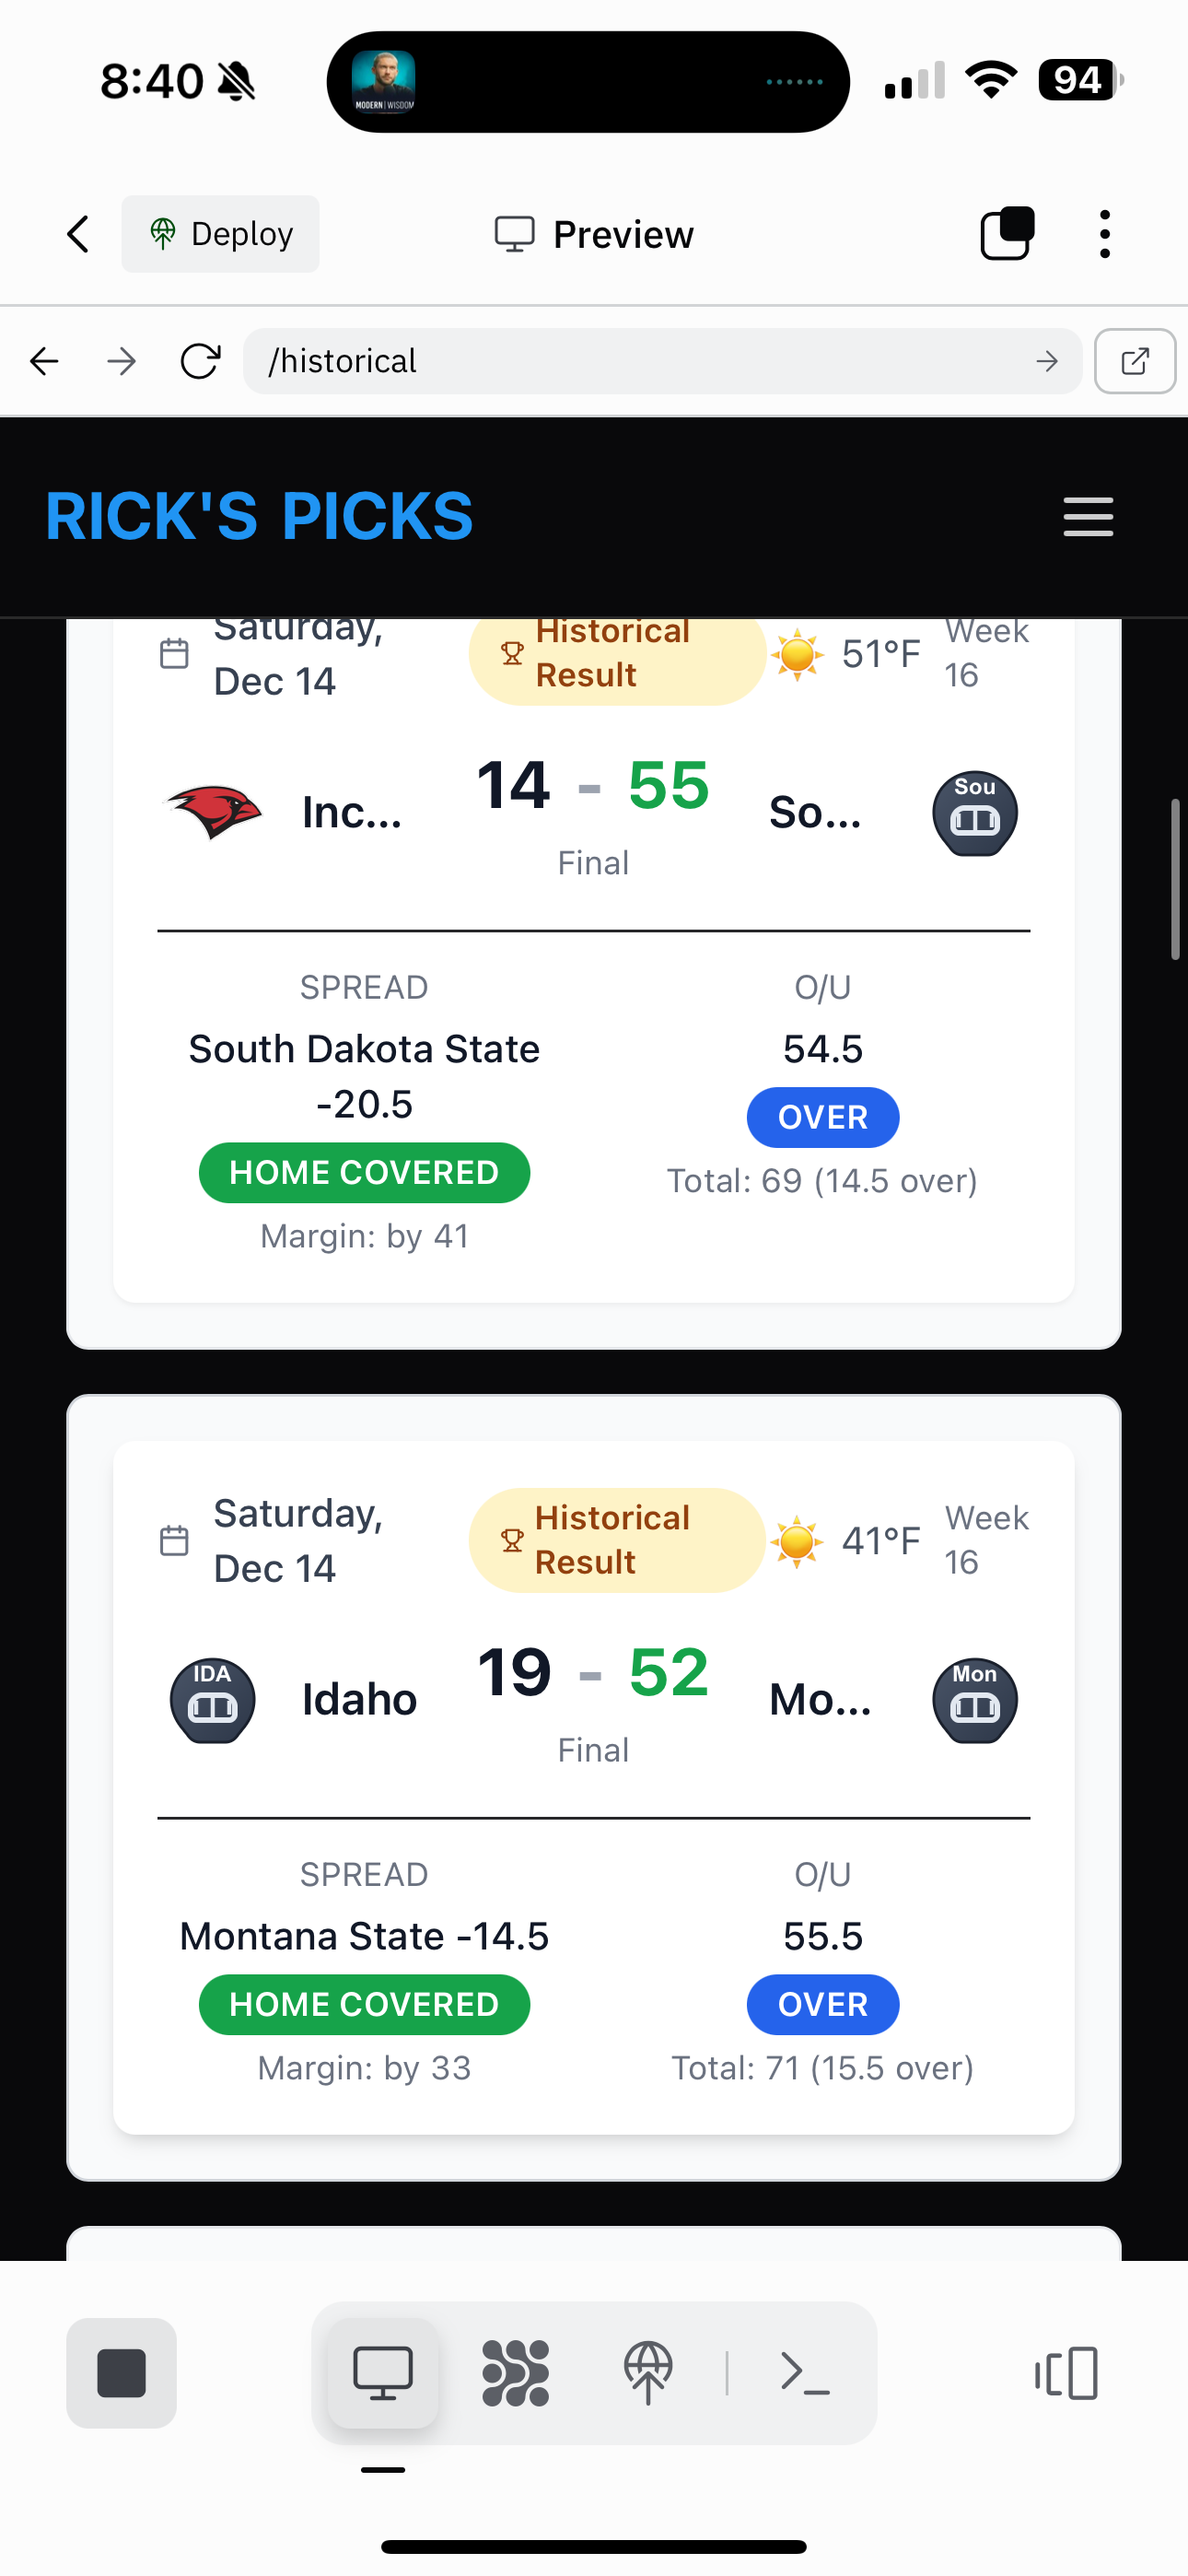 8:40
MODERN | WISDOM
94
Deploy
Preview
/historical
RICK'S PICKS
Saturday,
Dec 14
Historical
Result
51°F
Week
16
Inc...
14 - 55
So...
Sou
Final
SPREAD
O/U
South Dakota State
-20.5
54.5
HOME COVERED
OVER
Margin: by 41
Total: 69 (14.5 over)
Saturday,
Dec 14
Historical
Result
41°F
Week
16
IDA
Idaho
19 - 52
Mo...
Mon
Final
SPREAD
O/U
Montana State -14.5
55.5
HOME COVERED
OVER
Margin: by 33
Total: 71 (15.5 over)